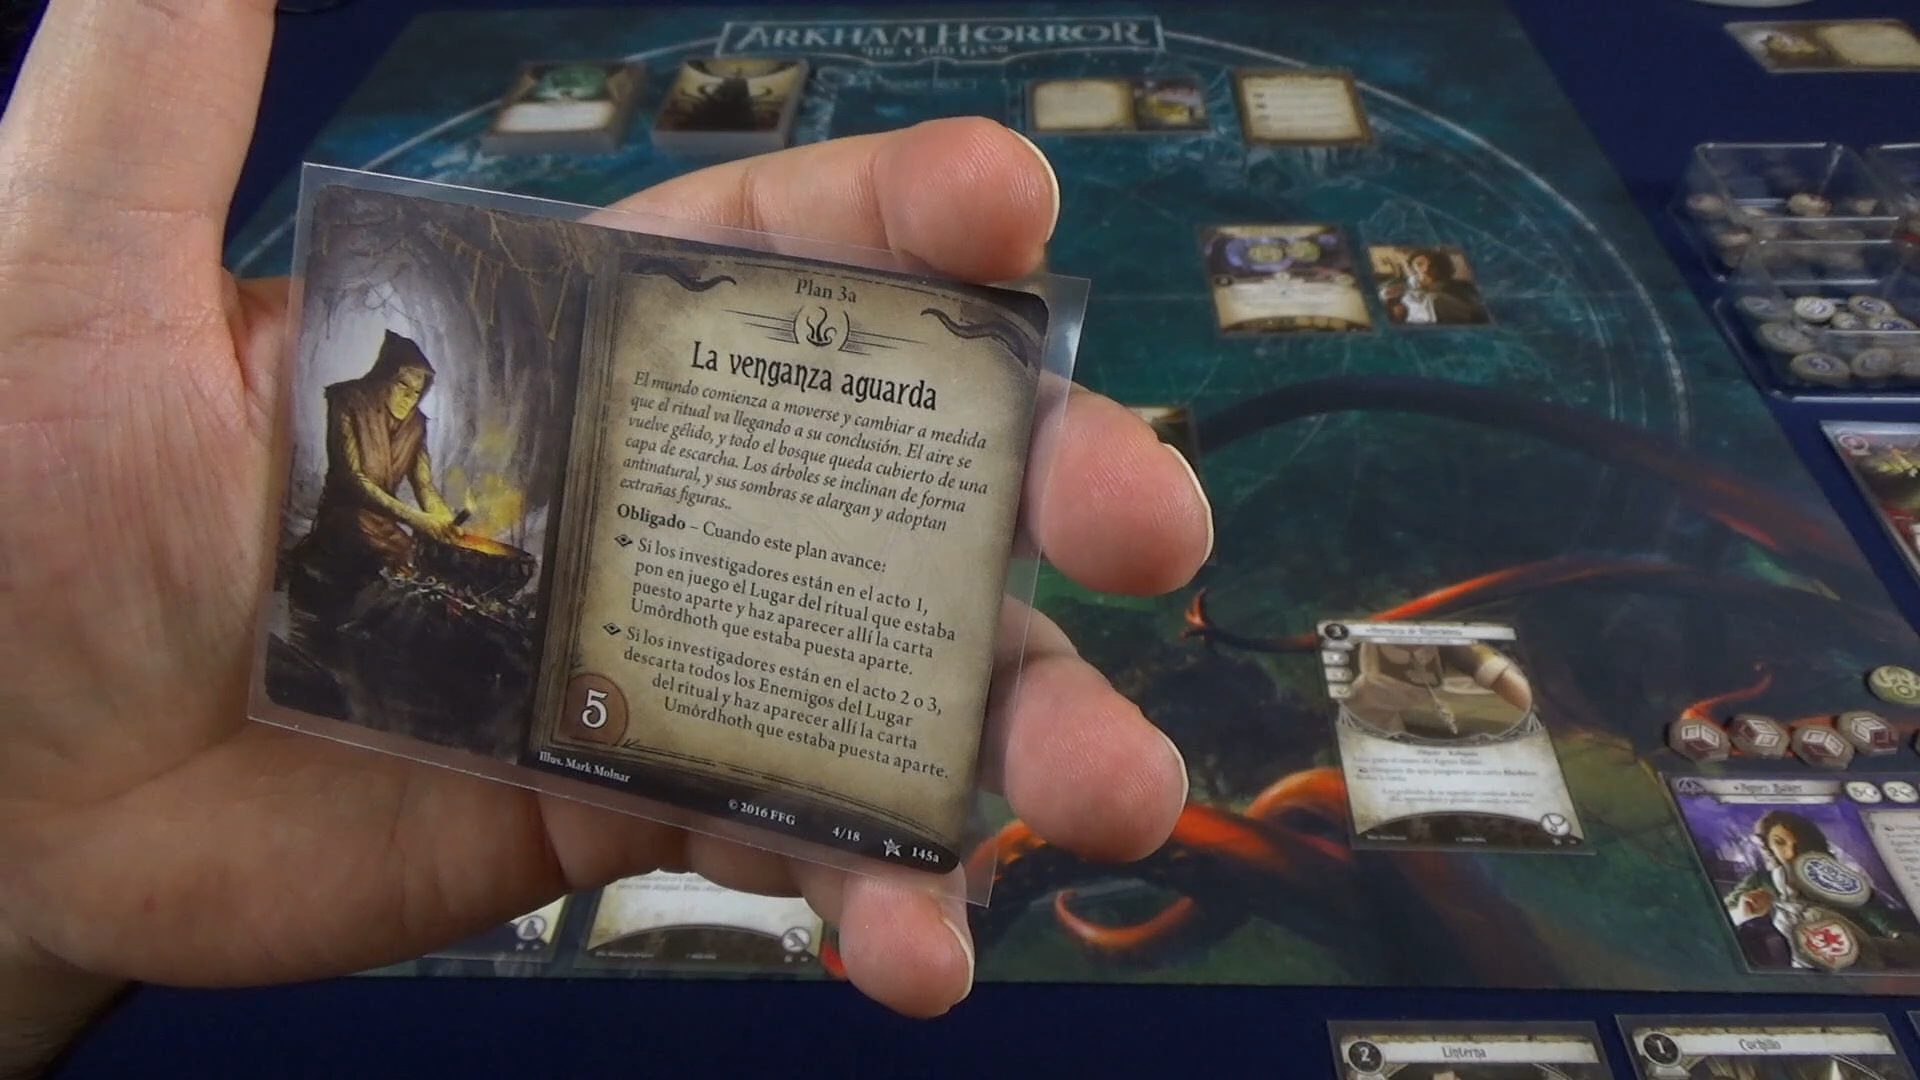 ARKHAM HORROR
THE CARD GAME
Plan 3a
La venganza aguarda
El mundo comienza a moverse y cambiar a medida
que el ritual va llegando a su conclusión. El aire se
vuelve gélido, y todo el bosque queda cubierto de una
capa de escarcha. Los árboles se inclinan de forma
antinatural, y sus sombras se alargan y adoptan
extrañas figuras..
Obligado – Cuando este plan avance:
Si los investigadores están en el acto 1,
pon en juego el Lugar del ritual que estaba
puesto aparte y haz aparecer allí la carta
Umôrdhoth que estaba puesta aparte.
Si los investigadores están en el acto 2 o 3,
descarta todos los Enemigos del Lugar
del ritual y haz aparecer allí la carta
Umôrdhoth que estaba puesta aparte.
5
Illus. Mark Molnar
© 2016 FFG
4/18
145a
Agnes Baker
2
Linterna
1
Cuchillo